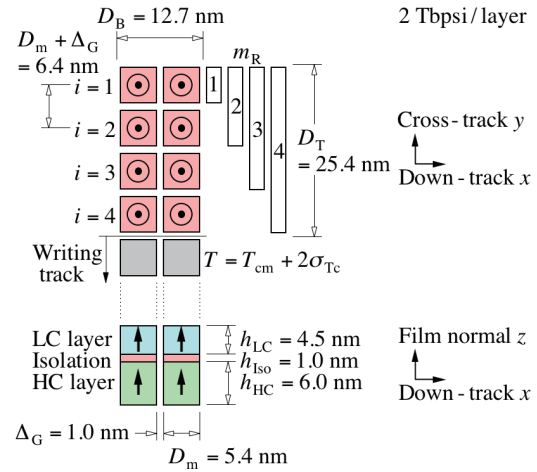 D_B = 12.7 nm
2 Tbpsi/layer
D_m + Δ_G
= 6.4 nm
m_R
i = 1
i = 2
i = 3
i = 4
1
2
3
4
D_T
= 25.4 nm
Cross-track y
Down-track x
Writing
track
T = T_cm + 2σ_Tc
LC layer
Isolation
HC layer
h_LC = 4.5 nm
h_Iso = 1.0 nm
h_HC = 6.0 nm
Film normal z
Down-track x
Δ_G = 1.0 nm
D_m = 5.4 nm